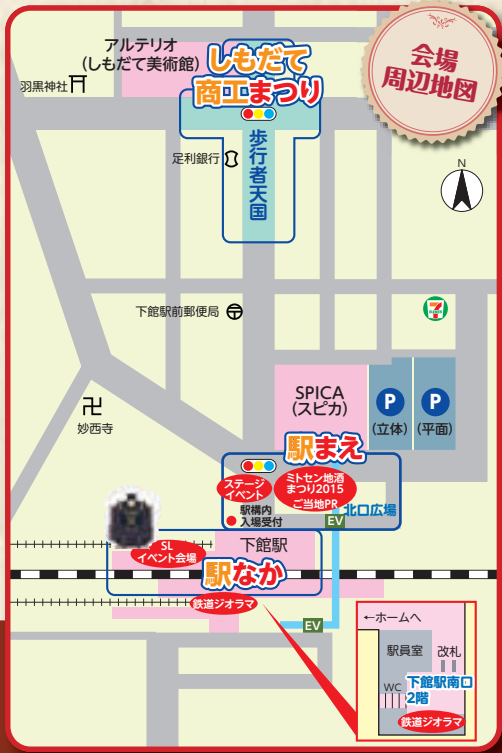 会場
周辺地図
アルテリオ
(しもだて美術館)
しもだて
商工まつり
羽黒神社
足利銀行
歩行者天国
N
下館駅前郵便局
7
SPICA
(スピカ)
P
(立体)
P
(平面)
妙西寺
駅まえ
ステージ
イベント
ミトセン地酒
まつり2015
ご当地PR
駅構内
入場受付
北口広場
EV
SL
イベント会場
下館駅
駅なか
鉄道ジオラマ
EV
←ホームへ
駅員室
改札
WC
下館駅南口
2階
鉄道ジオラマ